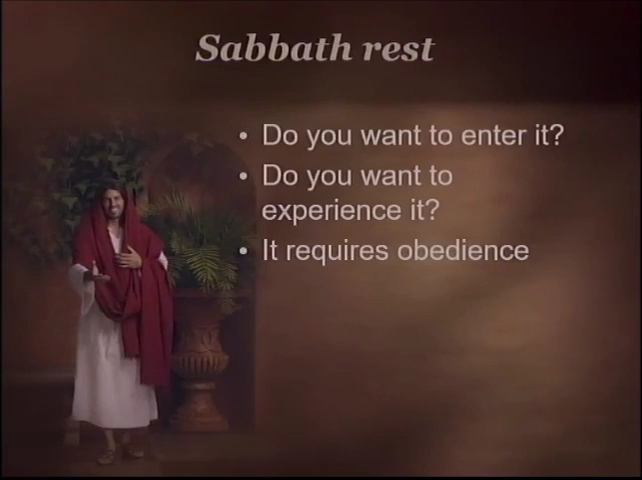 Sabbath rest
• Do you want to enter it?
• Do you want to
experience it?
• It requires obedience